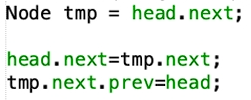 Node tmp = head.next;
head.next=tmp.next;
tmp.next.prev=head;